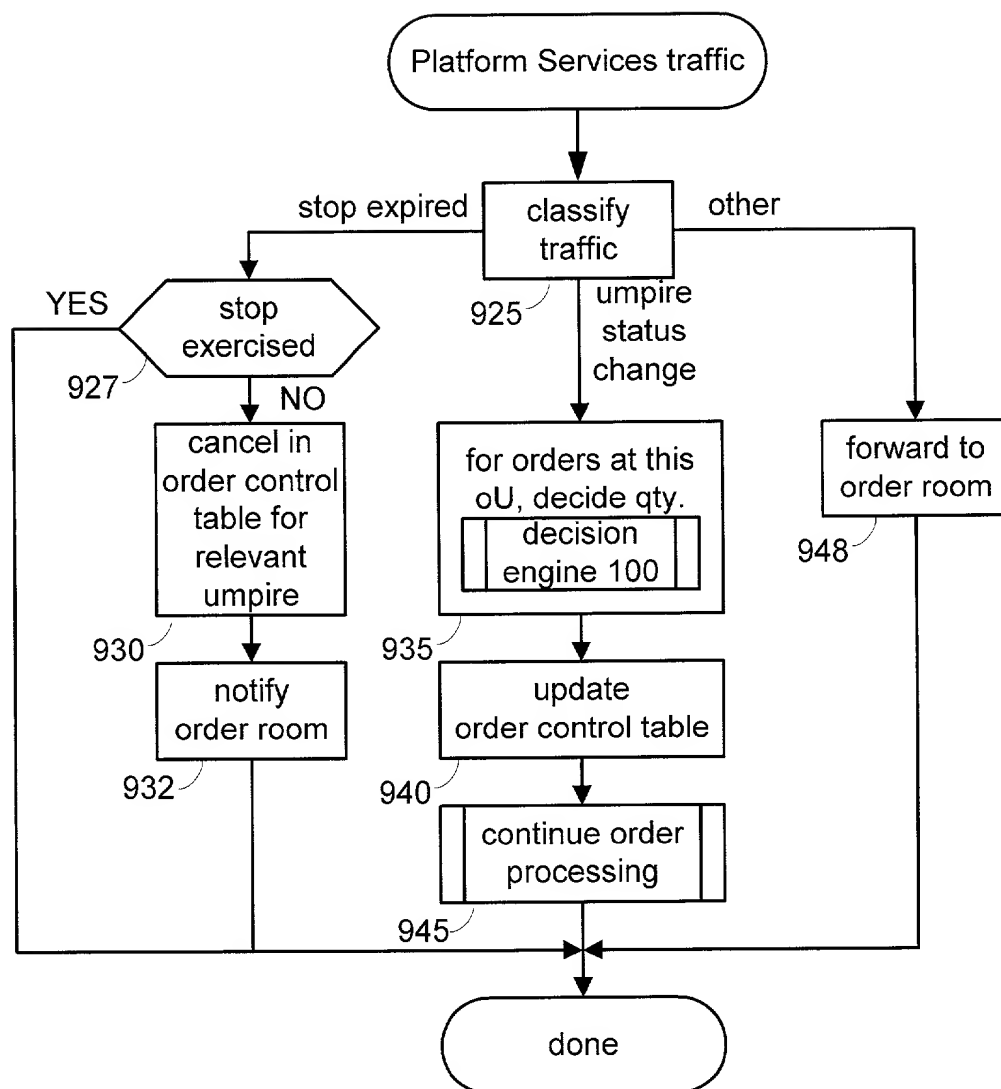 Platform Services traffic
stop expired
classify
traffic
other
925
umpire
status
change
YES
stop
exercised
927
NO
cancel in
order control
table for
relevant
umpire
930
notify
order room
932
for orders at this
oU, decide qty.
decision
engine 100
935
update
order control table
940
continue order
processing
945
forward to
order room
948
done